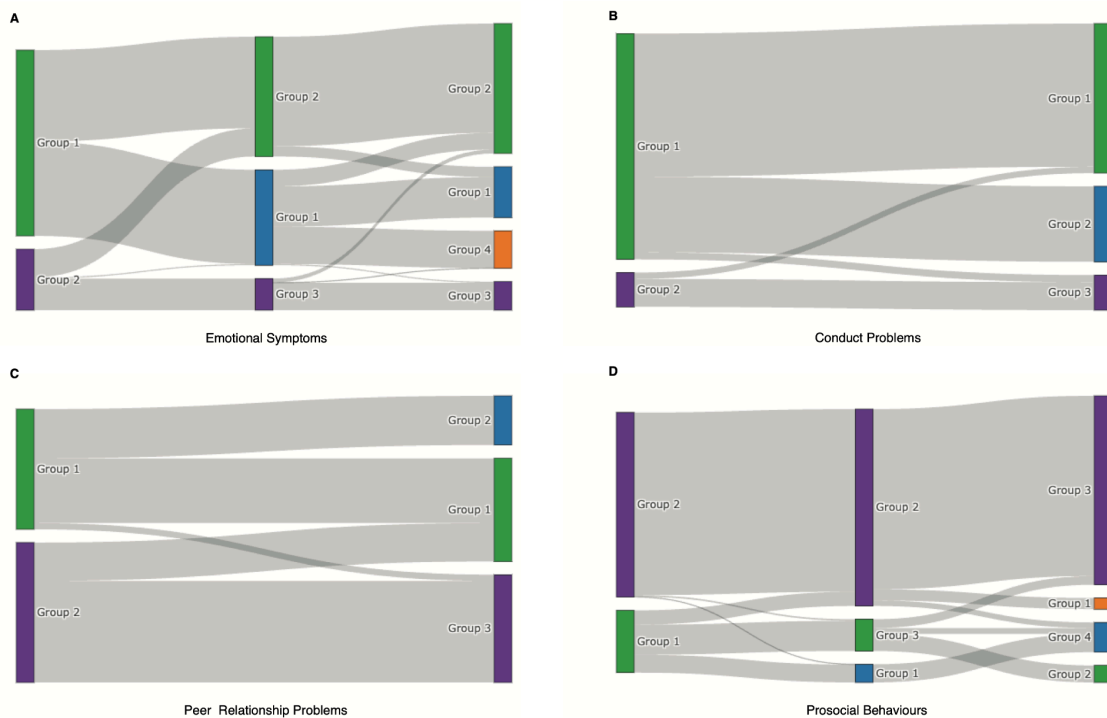 A
Group 1
Group 2
Group 2
Group 1
Group 3
Group 2
Group 1
Group 4
Group 3
Emotional Symptoms
B
Group 1
Group 2
Group 1
Group 2
Group 3
Conduct Problems
C
Group 1
Group 2
Group 2
Group 1
Group 3
Peer Relationship Problems
D
Group 2
Group 1
Group 2
Group 3
Group 1
Group 3
Group 1
Group 4
Group 2
Prosocial Behaviours